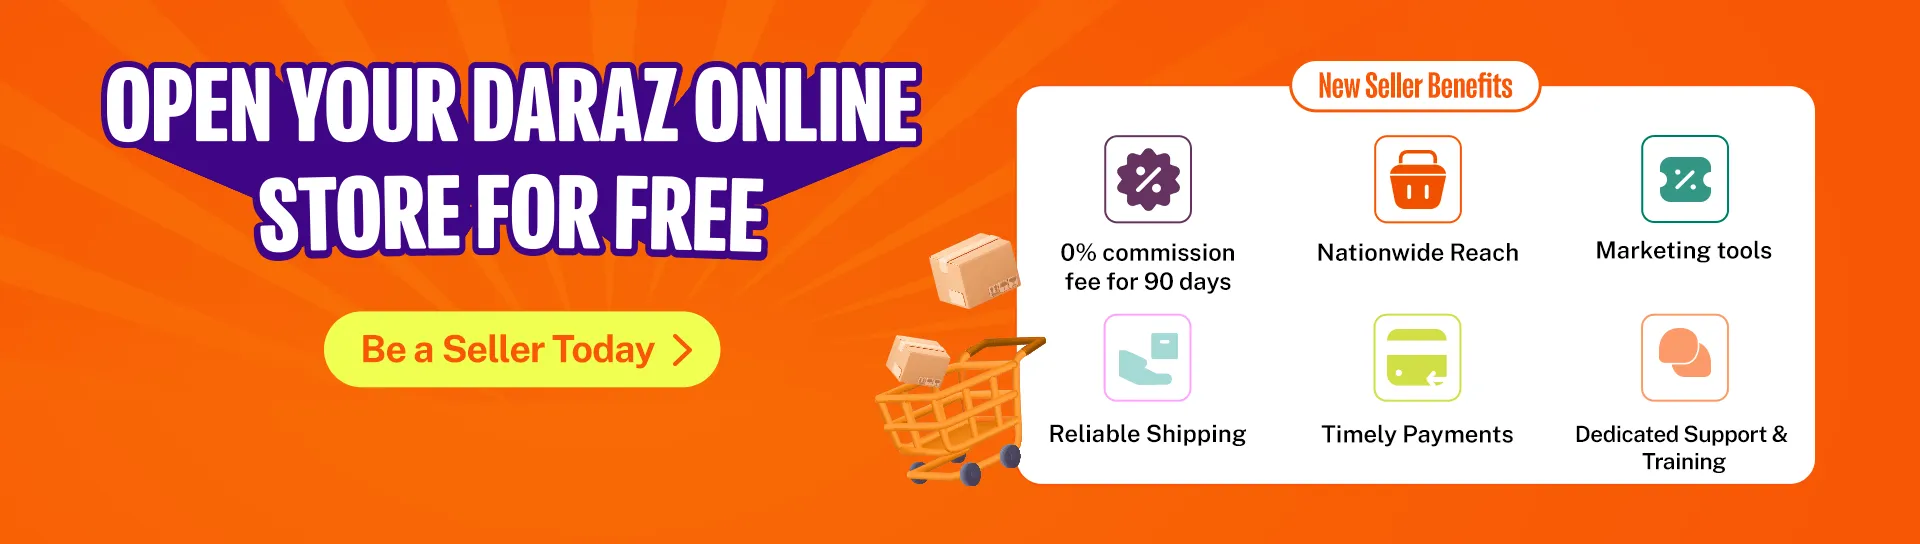 OPEN YOUR DARAZ ONLINE
STORE FOR FREE
Be a Seller Today
New Seller Benefits
0% commission
fee for 90 days
Nationwide Reach
Marketing tools
Reliable Shipping
Timely Payments
Dedicated Support &
Training